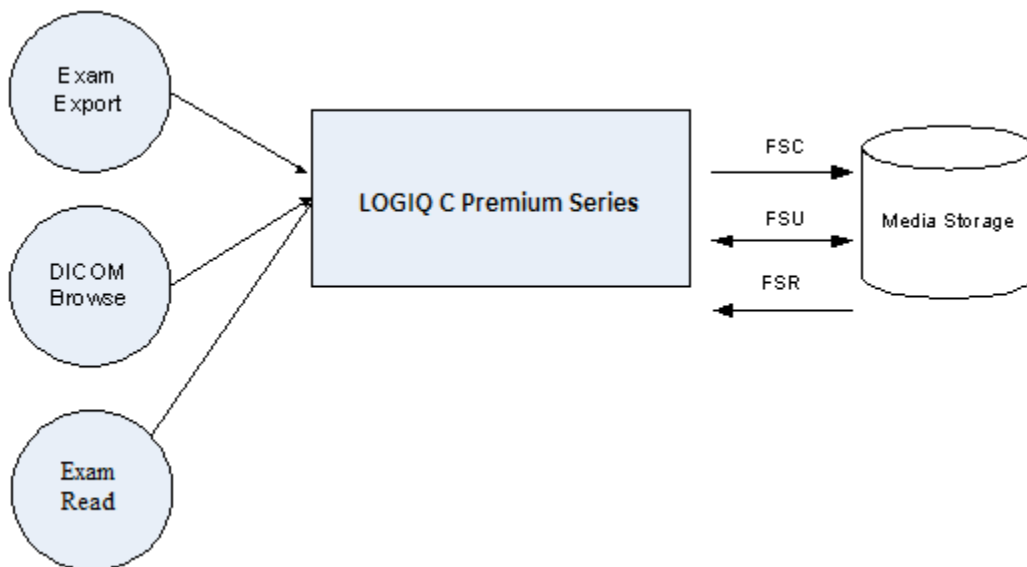 Exam
Export
LOGIQ C Premium Series
FSC
FSU
FSR
Media Storage
DICOM
Browse
Exam
Read